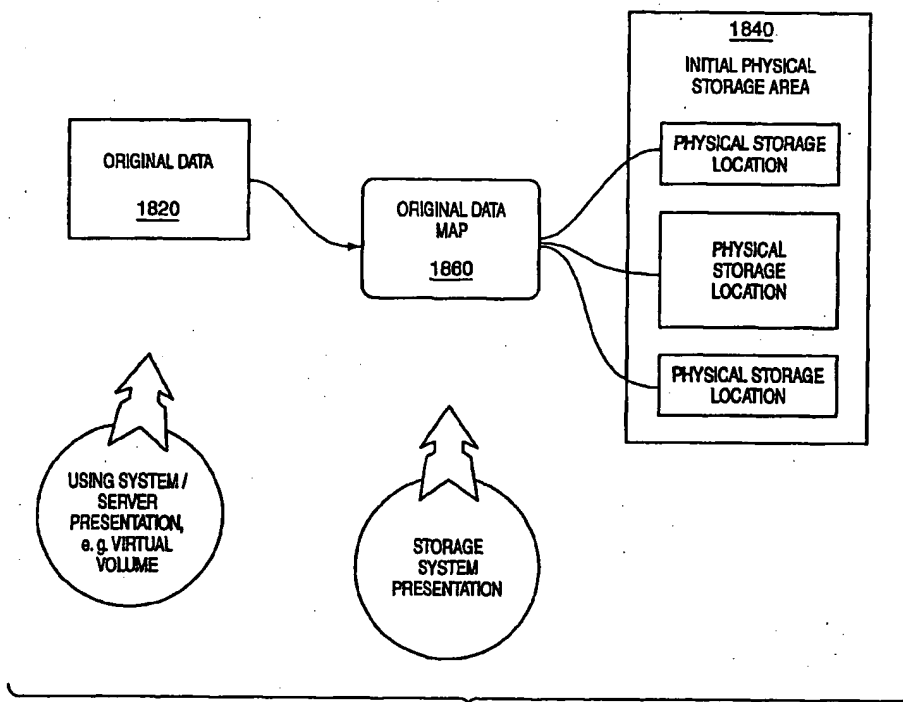 1840
INITIAL PHYSICAL
STORAGE AREA
PHYSICAL STORAGE
LOCATION
ORIGINAL DATA
1820
ORIGINAL DATA
MAP
1860
PHYSICAL
STORAGE
LOCATION
PHYSICAL STORAGE
LOCATION
USING SYSTEM /
SERVER
PRESENTATION,
e. g. VIRTUAL
VOLUME
STORAGE
SYSTEM
PRESENTATION